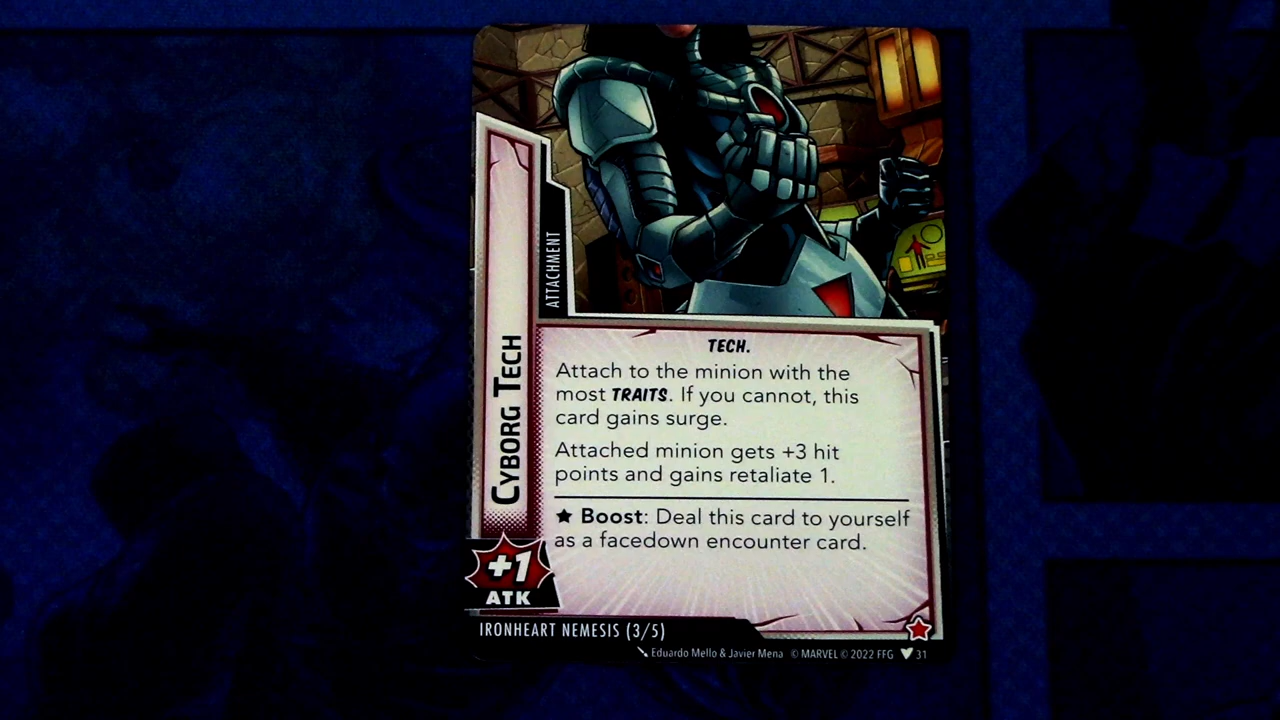 ATTACHMENT
CYBORG TECH
TECH.
Attach to the minion with the
most TRAITS. If you cannot, this
card gains surge.
Attached minion gets +3 hit
points and gains retaliate 1.
★ Boost: Deal this card to yourself
as a facedown encounter card.
+1
ATK
IRONHEART NEMESIS (3/5)
Eduardo Mello & Javier Mena © MARVEL © 2022 FFG 31